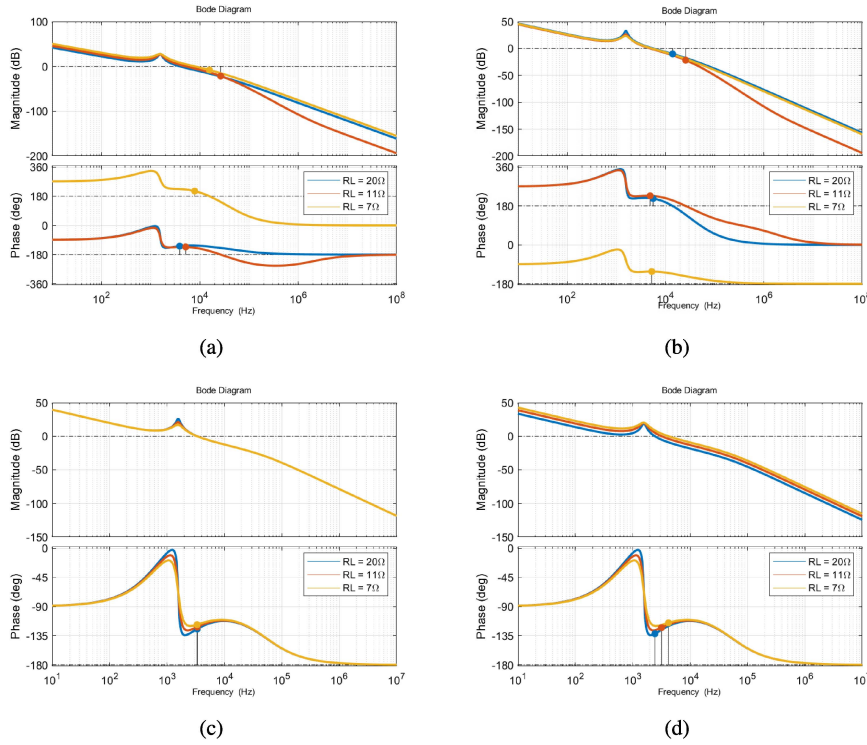 Bode Diagram
100
0
-100
-200
Magnitude (dB)
360
180
0
-180
-360
Phase (deg)
RL = 20Ω
RL = 11Ω
RL = 7Ω
10^2
10^4
10^6
10^8
Frequency (Hz)
(a)
Bode Diagram
50
0
-50
-100
-150
-200
Magnitude (dB)
360
180
0
-180
Phase (deg)
RL = 20Ω
RL = 11Ω
RL = 7Ω
10^2
10^4
10^6
Frequency (Hz)
(b)
Bode Diagram
50
0
-50
-100
-150
Magnitude (dB)
0
-45
-90
-135
-180
Phase (deg)
RL = 20Ω
RL = 11Ω
RL = 7Ω
10^1
10^2
10^3
10^4
10^5
10^6
10^7
Frequency (Hz)
(c)
Bode Diagram
50
0
-50
-100
-150
Magnitude (dB)
0
-45
-90
-135
-180
Phase (deg)
RL = 20Ω
RL = 11Ω
RL = 7Ω
10^1
10^2
10^3
10^4
10^5
10^6
Frequency (Hz)
(d)